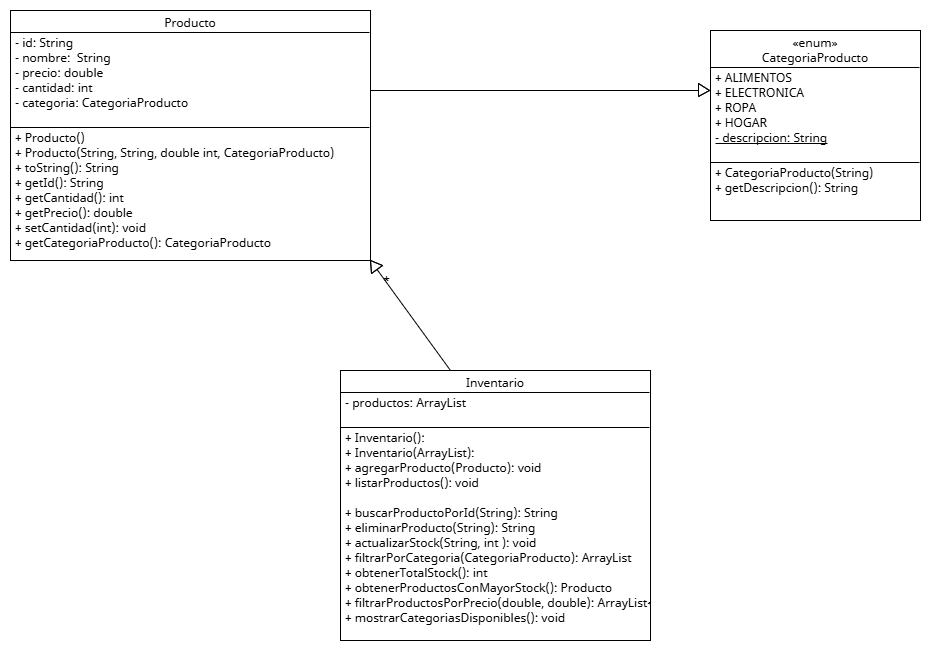 Producto
- id: String
- nombre:  String
- precio: double
- cantidad: int
- categoria: CategoriaProducto
+ Producto()
+ Producto(String, String, double int, CategoriaProducto)
+ toString(): String
+ getId(): String
+ getCantidad(): int
+ getPrecio(): double
+ setCantidad(int): void
+ getCategoriaProducto(): CategoriaProducto
«enum»
CategoriaProducto
+ ALIMENTOS
+ ELECTRONICA
+ ROPA
+ HOGAR
- descripcion: String
+ CategoriaProducto(String)
+ getDescripcion(): String
*
Inventario
- productos: ArrayList
+ Inventario():
+ Inventario(ArrayList):
+ agregarProducto(Producto): void
+ listarProductos(): void
+ buscarProductoPorId(String): String
+ eliminarProducto(String): String
+ actualizarStock(String, int ): void
+ filtrarPorCategoria(CategoriaProducto): ArrayList
+ obtenerTotalStock(): int
+ obtenerProductosConMayorStock(): Producto
+ filtrarProductosPorPrecio(double, double): ArrayList<
+ mostrarCategoriasDisponibles(): void